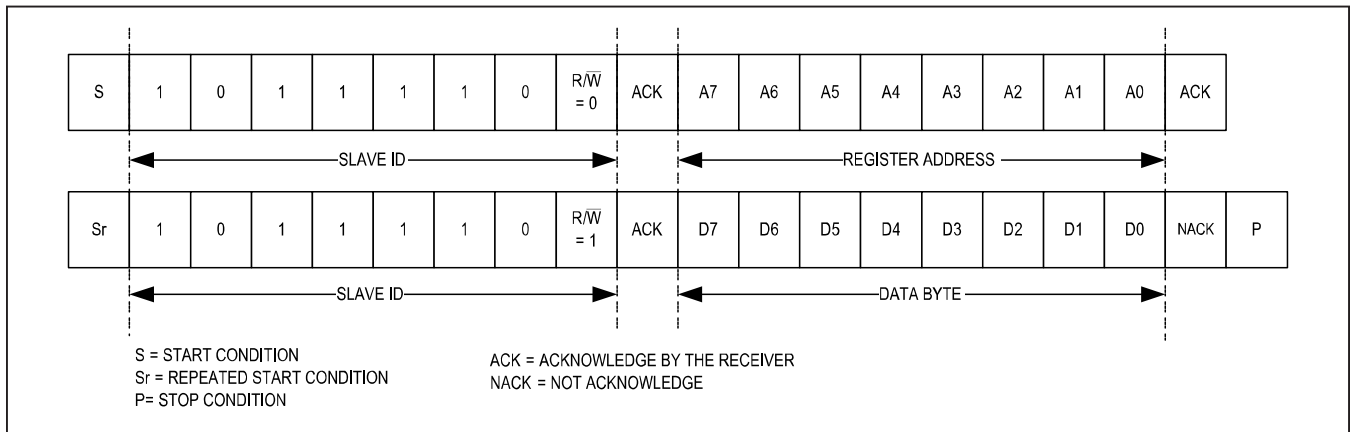 S 1 0 1 1 1 1 0 R/W̅ = 0 ACK A7 A6 A5 A4 A3 A2 A1 A0 ACK
SLAVE ID REGISTER ADDRESS
Sr 1 0 1 1 1 1 0 R/W̅ = 1 ACK D7 D6 D5 D4 D3 D2 D1 D0 NACK P
SLAVE ID DATA BYTE
S = START CONDITION
Sr = REPEATED START CONDITION
P= STOP CONDITION
ACK = ACKNOWLEDGE BY THE RECEIVER
NACK = NOT ACKNOWLEDGE